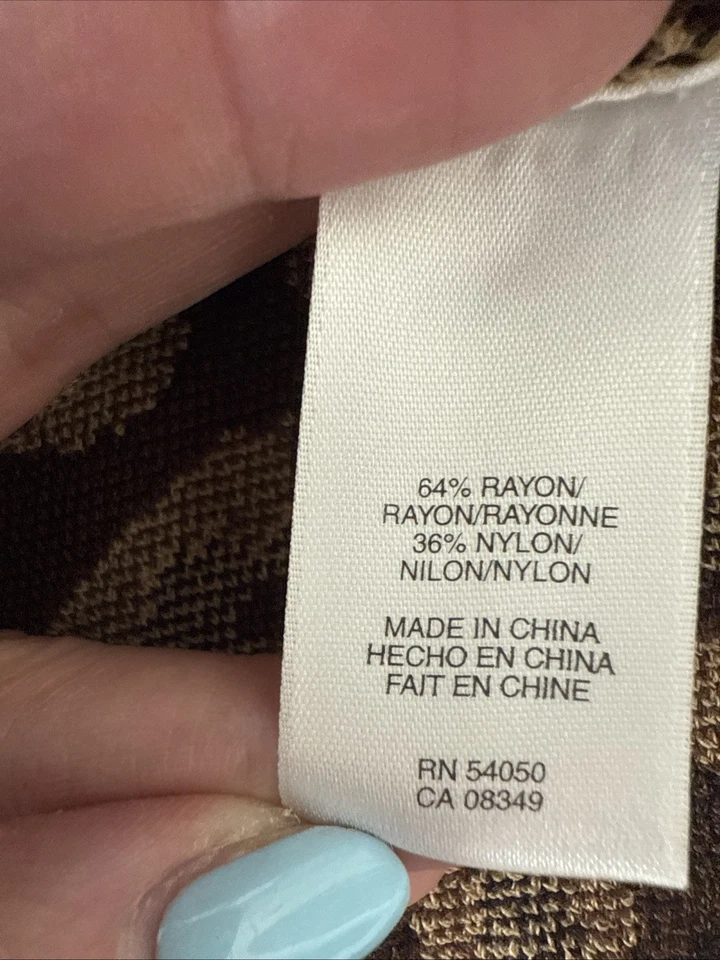 64% RAYON/
RAYON/RAYONNE
36% NYLON/
NILON/NYLON
MADE IN CHINA
HECHO EN CHINA
FAIT EN CHINE
RN 54050
CA 08349